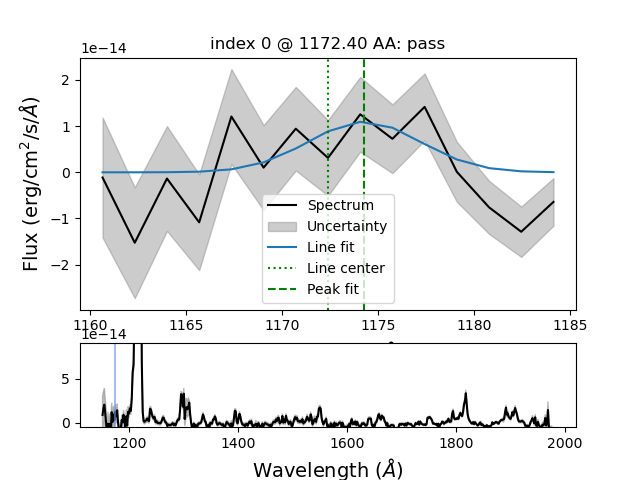 index 0 @ 1172.40 AA: pass
1e−14
2
1
0
−1
−2
Flux (erg/cm²/s/Å)
Spectrum
Uncertainty
Line fit
Line center
Peak fit
1160 1165 1170 1175 1180 1185
1e−14
5
0
1200 1400 1600 1800 2000
Wavelength (Å)